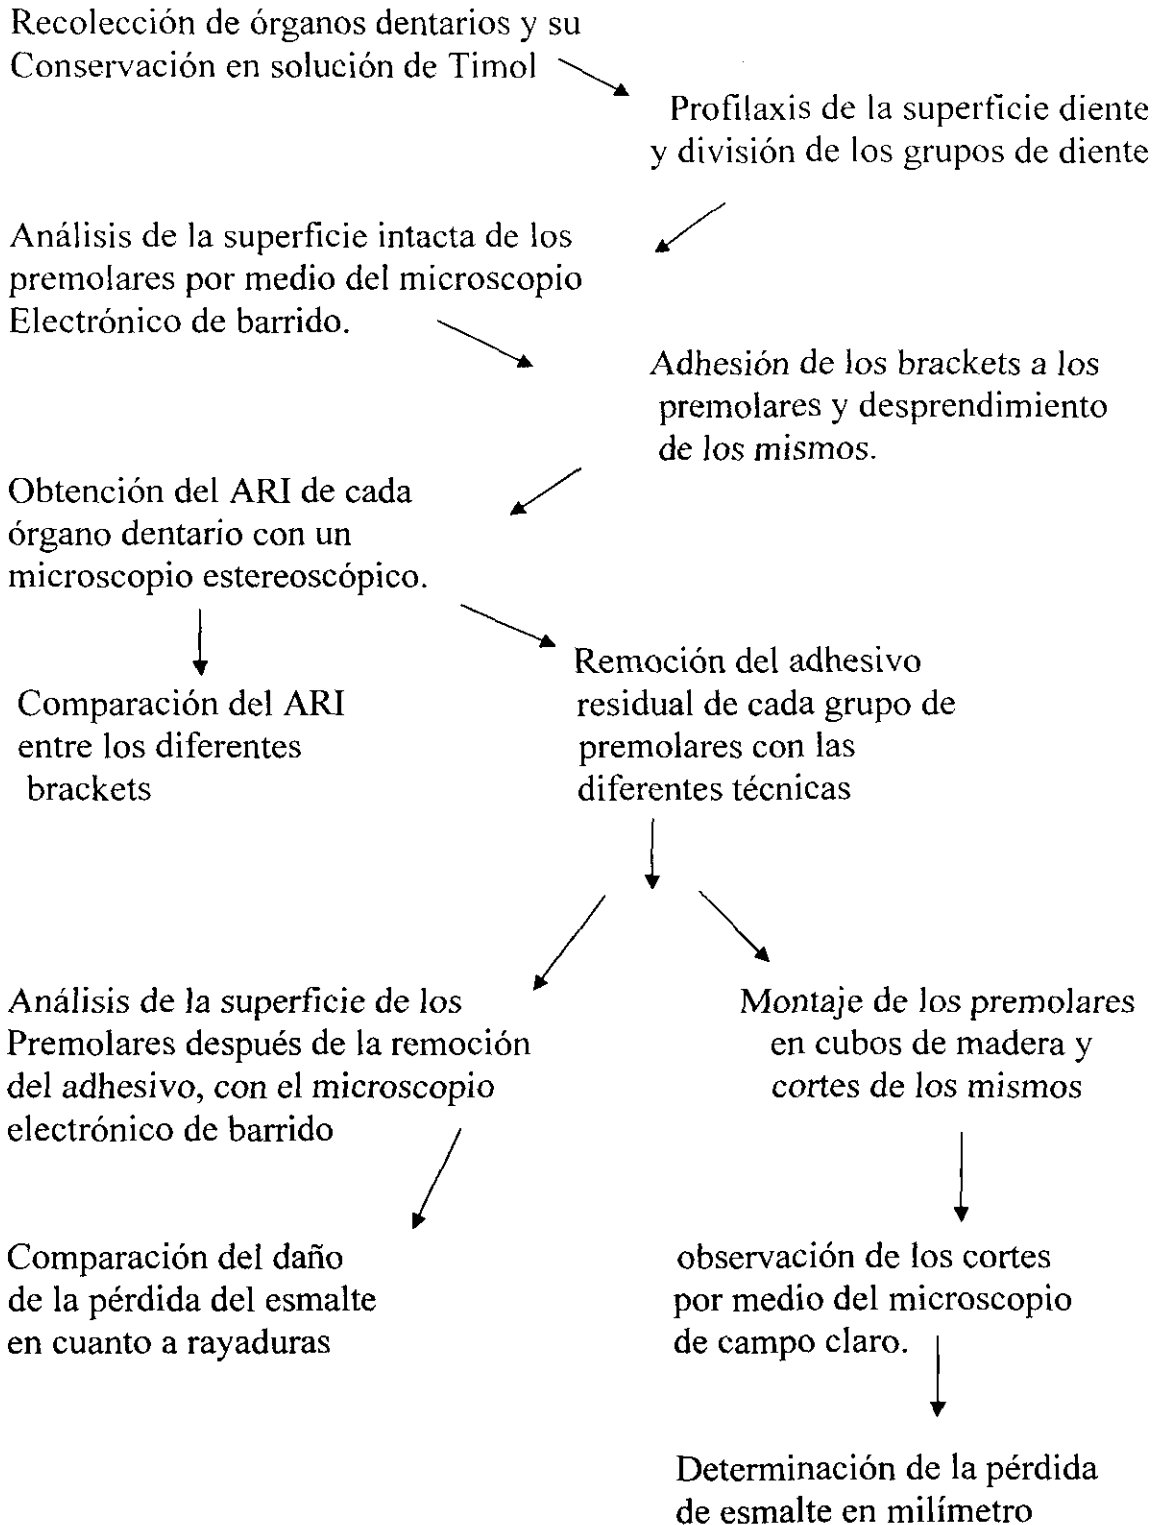 Recolección de órganos dentarios y su
Conservación en solución de Timol
Profilaxis de la superficie diente
y división de los grupos de diente
Análisis de la superficie intacta de los
premolares por medio del microscopio
Electrónico de barrido.
Adhesión de los brackets a los
premolares y desprendimiento
de los mismos.
Obtención del ARI de cada
órgano dentario con un
microscopio estereoscópico.
Comparación del ARI
entre los diferentes
brackets
Remoción del adhesivo
residual de cada grupo de
premolares con las
diferentes técnicas
Análisis de la superficie de los
Premolares después de la remoción
del adhesivo, con el microscopio
electrónico de barrido
Montaje de los premolares
en cubos de madera y
cortes de los mismos
Comparación del daño
de la pérdida del esmalte
en cuanto a rayaduras
observación de los cortes
por medio del microscopio
de campo claro.
Determinación de la pérdida
de esmalte en milímetro